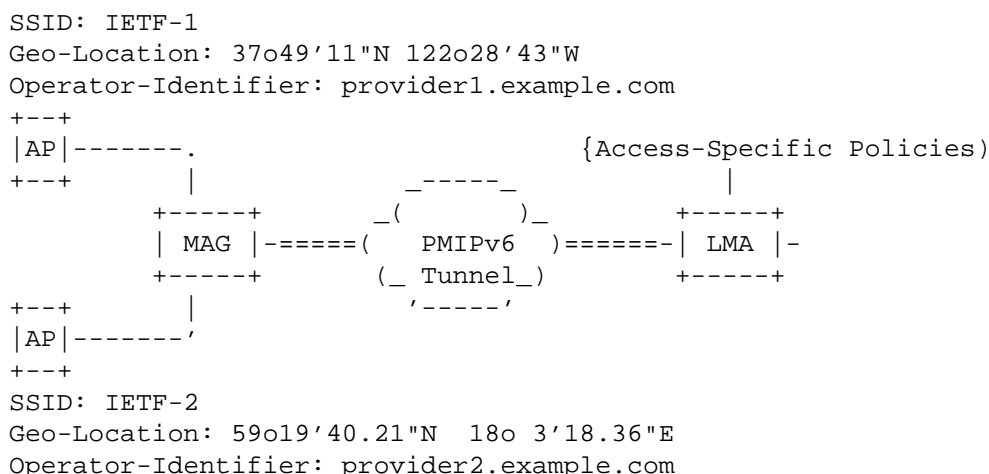 SSID: IETF-1
Geo-Location: 37o49'11"N 122o28'43"W
Operator-Identifier: provider1.example.com
+--+
|AP|-------.                         {Access-Specific Policies)
+--+       |             _-----_             |
        +-----+        _(       )_        +-----+
        | MAG |-=====(   PMIPv6  )======-| LMA |-
        +-----+       (_ Tunnel_)        +-----+
+--+       |             '-----'
|AP|-------'
+--+
SSID: IETF-2
Geo-Location: 59o19'40.21"N  18o 3'18.36"E
Operator-Identifier: provider2.example.com